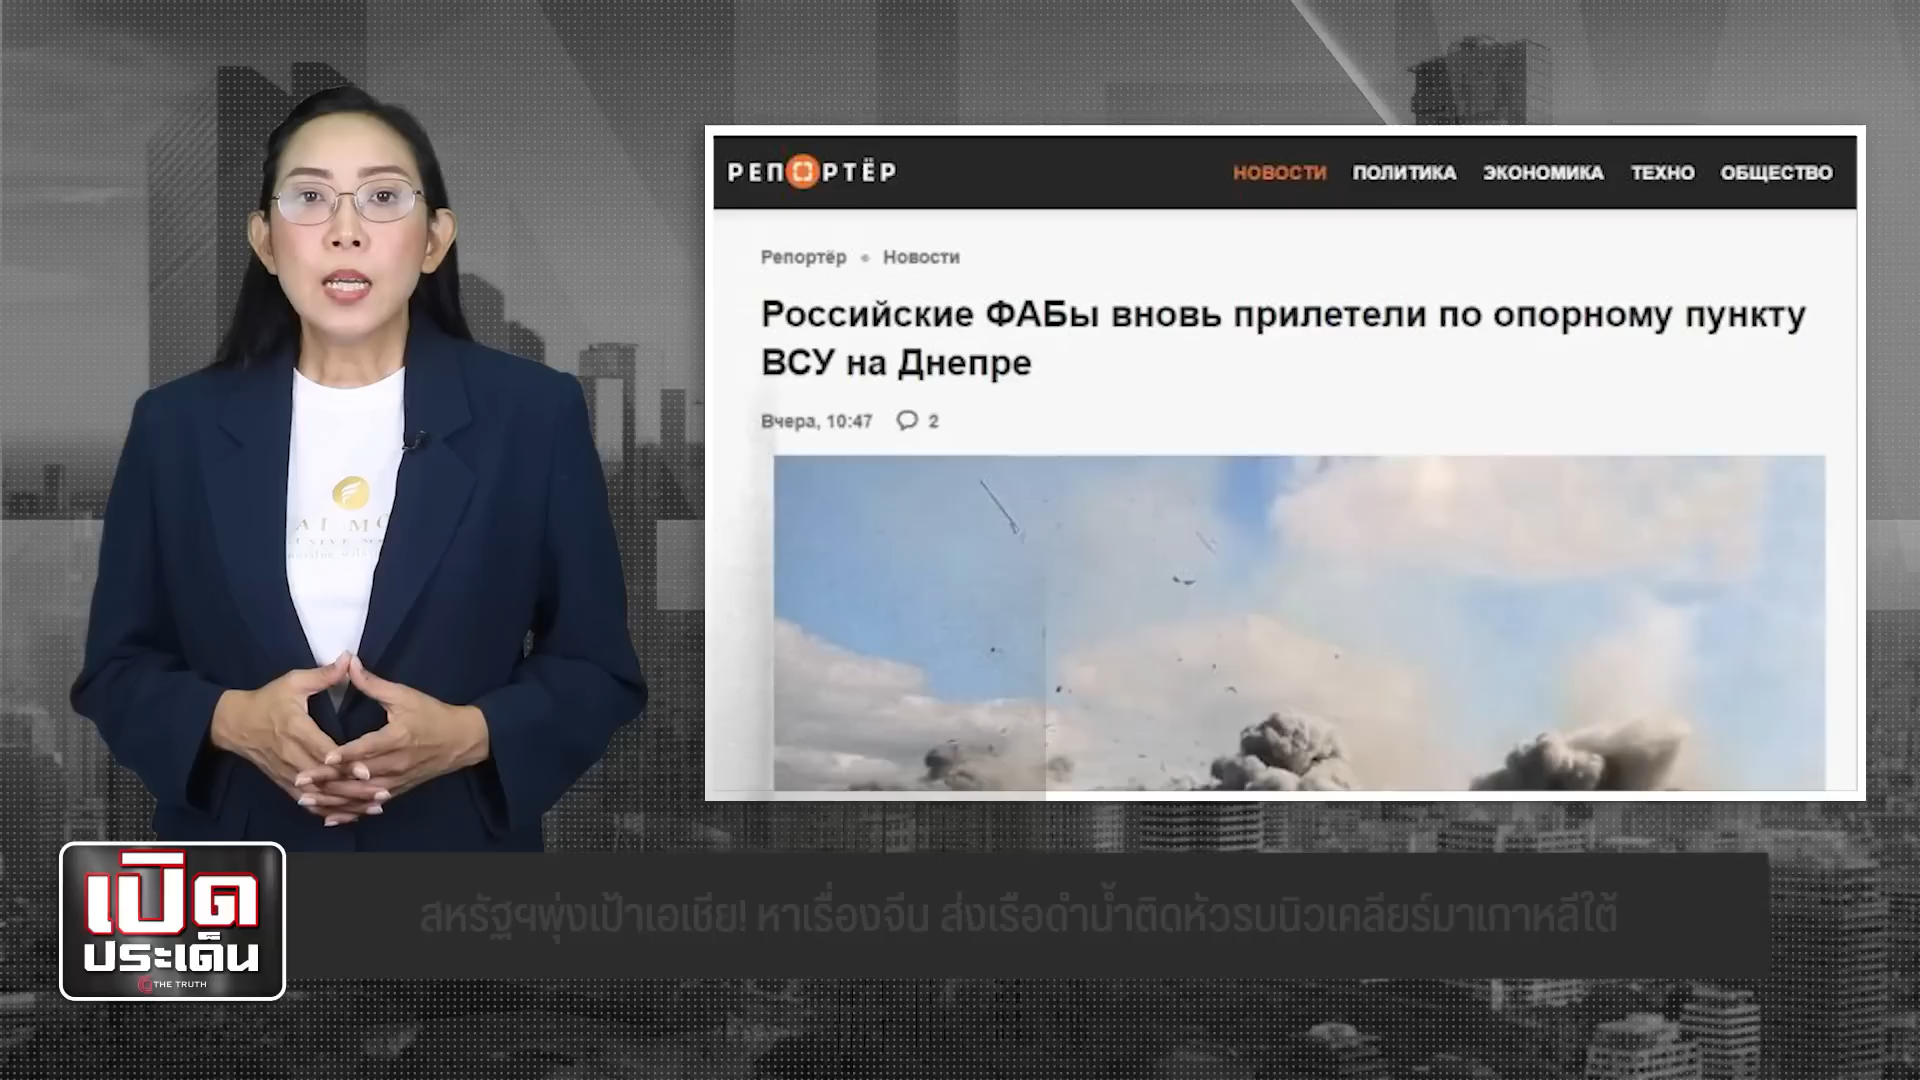 РЕПОРТЁР
НОВОСТИ ПОЛИТИКА ЭКОНОМИКА ТЕХНО ОБЩЕСТВО
Репортёр • Новости
Российские ФАБы вновь прилетели по опорному пункту
ВСУ на Днепре
Вчера, 10:47 2
AI MO
เปิด
ประเด็น
THE TRUTH
สหรัฐฯพุ่งเป้าเอเชีย! หาเรื่องจีน ส่งเรือดำน้ำติดหัวรบนิวเคลียร์มาเกาหลีใต้